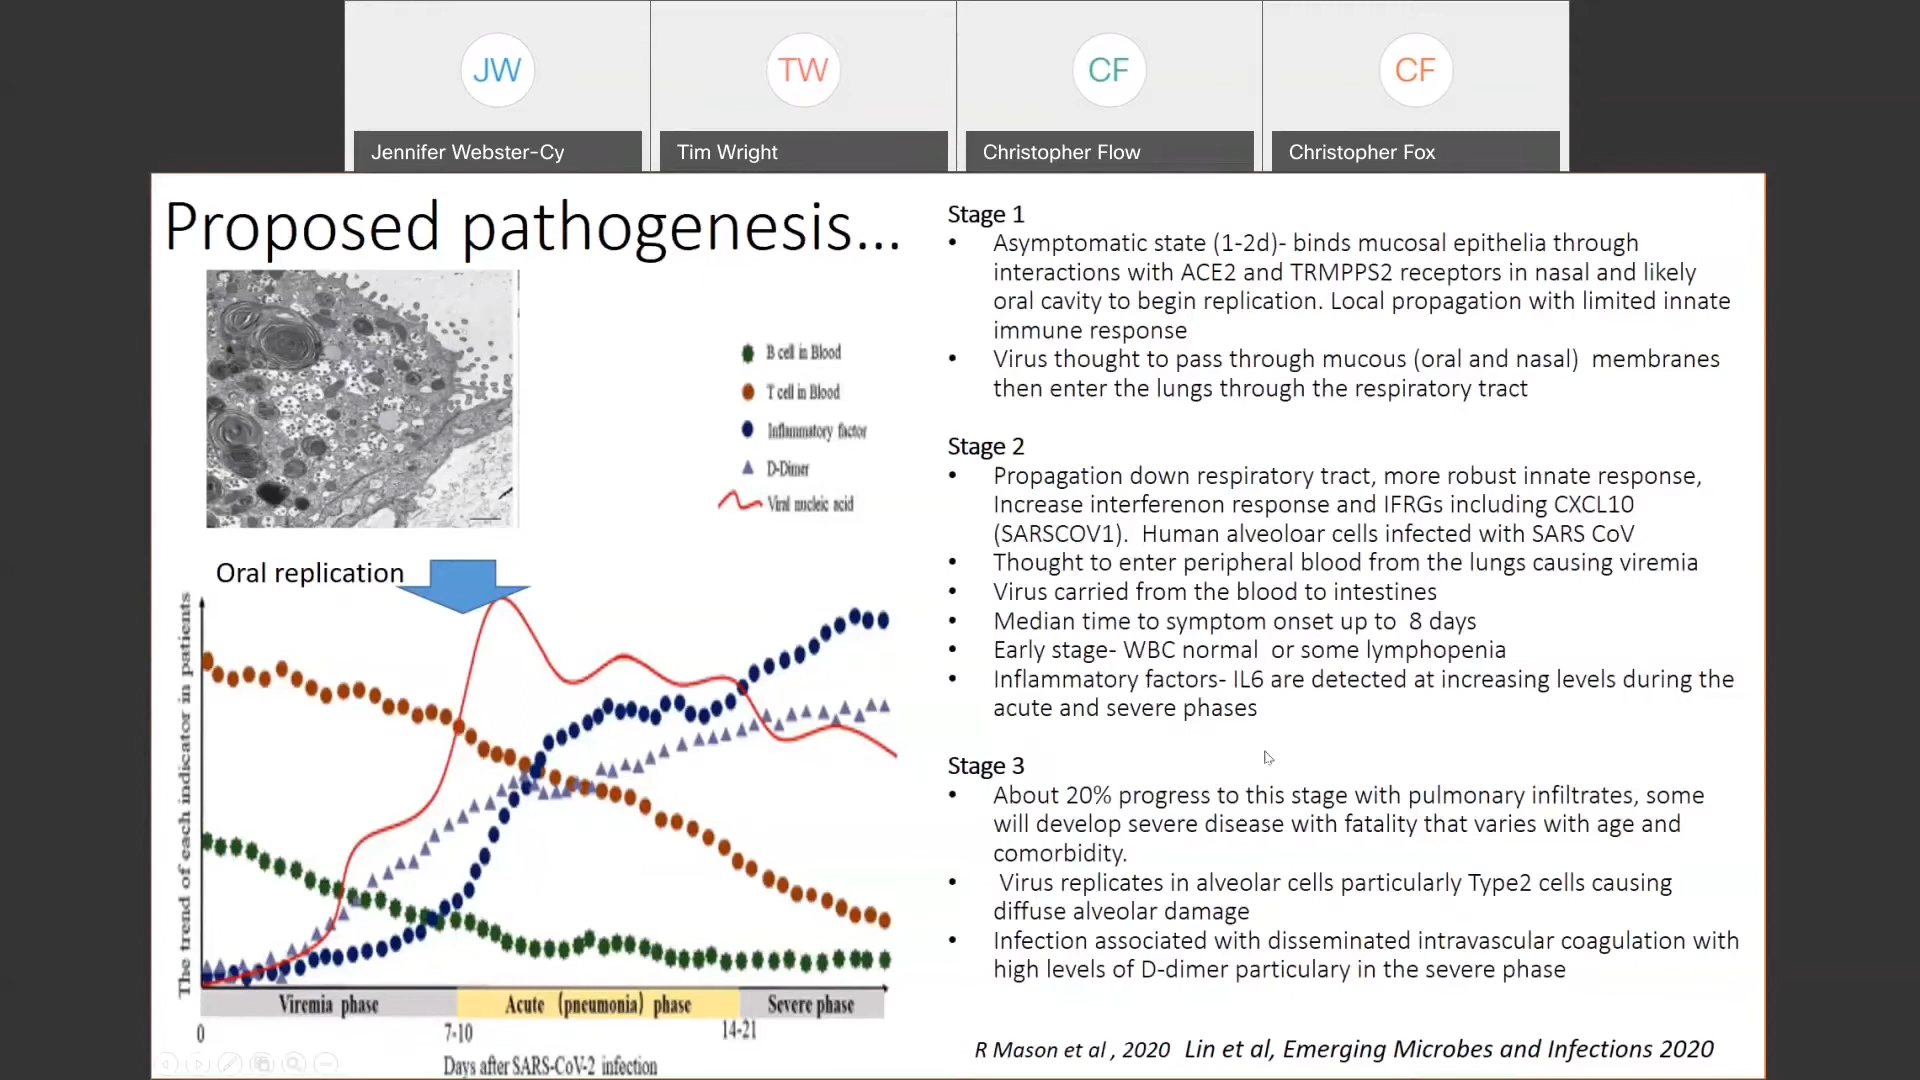 JW
TW
CF
CF
Jennifer Webster-Cy
Tim Wright
Christopher Flow
Christopher Fox
Proposed pathogenesis...
B cell in Blood
T cell in Blood
Inflammatory factor
D-Dimer
Viral nucleic acid
Oral replication
The trend of each indicator in patients
Viremia phase
Acute (pneumonia) phase
Severe phase
0
7-10
14-21
Days after SARS-CoV-2 infection
Stage 1
• Asymptomatic state (1-2d)- binds mucosal epithelia through
interactions with ACE2 and TRMPPS2 receptors in nasal and likely
oral cavity to begin replication. Local propagation with limited innate
immune response
• Virus thought to pass through mucous (oral and nasal) membranes
then enter the lungs through the respiratory tract
Stage 2
• Propagation down respiratory tract, more robust innate response,
Increase interferenon response and IFRGs including CXCL10
(SARSCOV1). Human alveoloar cells infected with SARS CoV
• Thought to enter peripheral blood from the lungs causing viremia
• Virus carried from the blood to intestines
• Median time to symptom onset up to 8 days
• Early stage- WBC normal or some lymphopenia
• Inflammatory factors- IL6 are detected at increasing levels during the
acute and severe phases
Stage 3
• About 20% progress to this stage with pulmonary infiltrates, some
will develop severe disease with fatality that varies with age and
comorbidity.
• Virus replicates in alveolar cells particularly Type2 cells causing
diffuse alveolar damage
• Infection associated with disseminated intravascular coagulation with
high levels of D-dimer particulary in the severe phase
R Mason et al , 2020 Lin et al, Emerging Microbes and Infections 2020